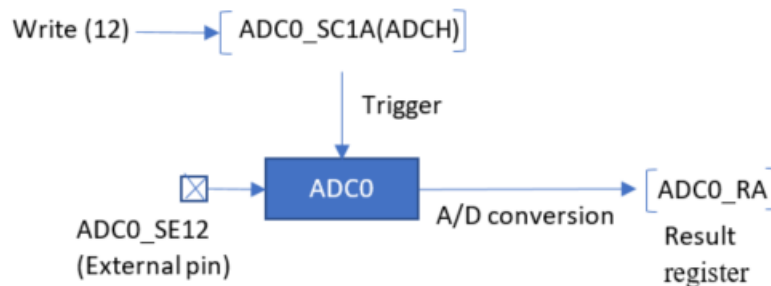 Write (12)
ADC0_SC1A(ADCH)
Trigger
ADC0
ADC0_SE12
(External pin)
A/D conversion
ADC0_RA
Result
register